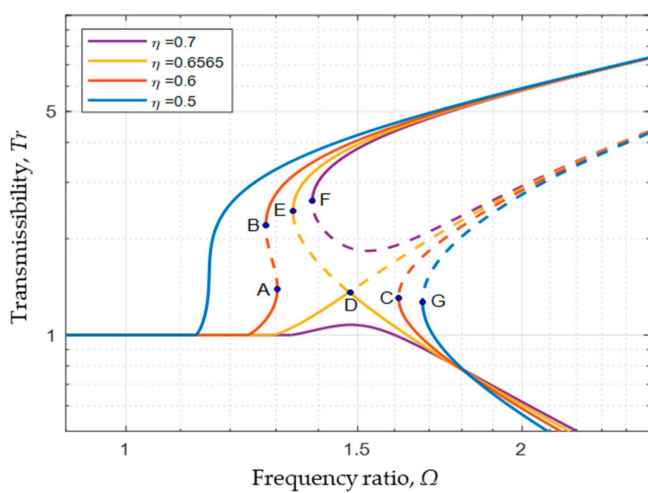 η =0.7
η =0.6565
η =0.6
η =0.5
5
1
Transmissibility, Tr
B
E
F
A
D
C
G
1
1.5
2
Frequency ratio, Ω